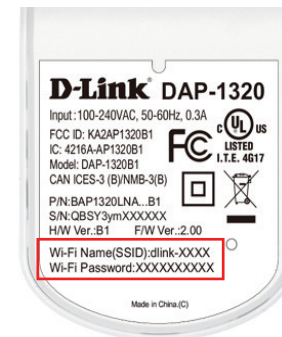 D-Link DAP-1320
Input:100-240VAC, 50-60Hz, 0.3A
FCC ID: KA2AP1320B1
IC: 4216A-AP1320B1
Model: DAP-1320B1
CAN ICES-3 (B)/NMB-3(B)
FC
C UL US
LISTED
I.T.E. 4G17
P/N:BAP1320LNA...B1
S/N:QBSY3ymXXXXXX
H/W Ver.:B1 F/W Ver.:2.00
Wi-Fi Name(SSID):dlink-XXXX
Wi-Fi Password:XXXXXXXXXX
Made in China.(C)